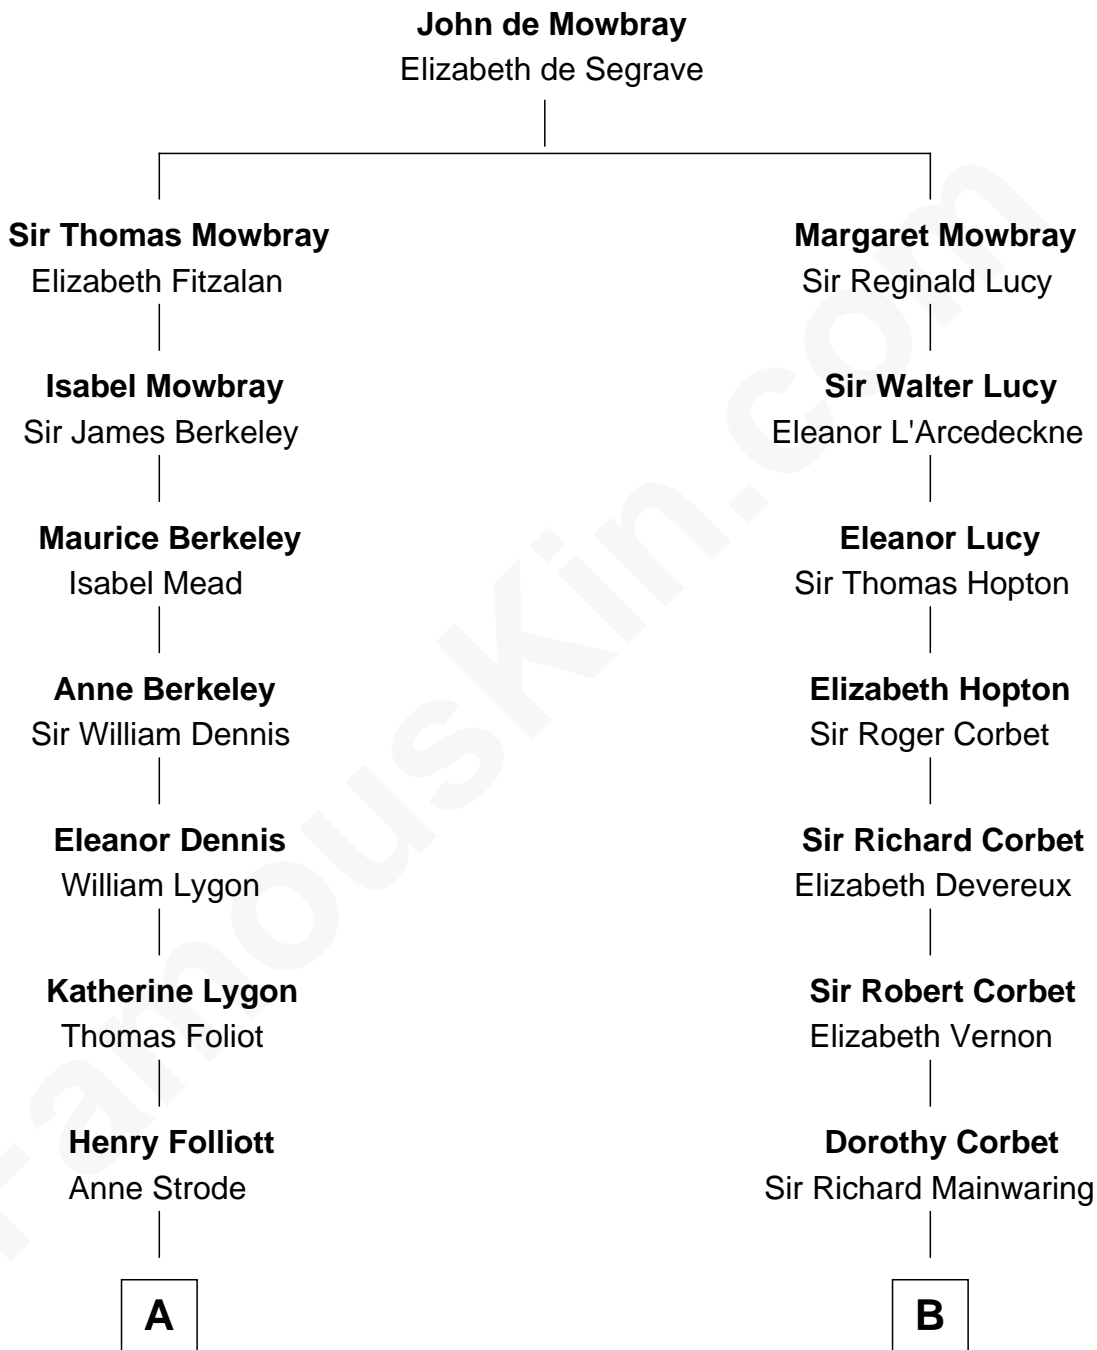 John de Mowbray
Elizabeth de Segrave
Sir Thomas Mowbray
Elizabeth Fitzalan
Isabel Mowbray
Sir James Berkeley
Maurice Berkeley
Isabel Mead
Anne Berkeley
Sir William Dennis
Eleanor Dennis
William Lygon
Katherine Lygon
Thomas Foliot
Henry Folliott
Anne Strode
A
Margaret Mowbray
Sir Reginald Lucy
Sir Walter Lucy
Eleanor L'Arcedeckne
Eleanor Lucy
Sir Thomas Hopton
Elizabeth Hopton
Sir Roger Corbet
Sir Richard Corbet
Elizabeth Devereux
Sir Robert Corbet
Elizabeth Vernon
Dorothy Corbet
Sir Richard Mainwaring
B
FamousKin.com